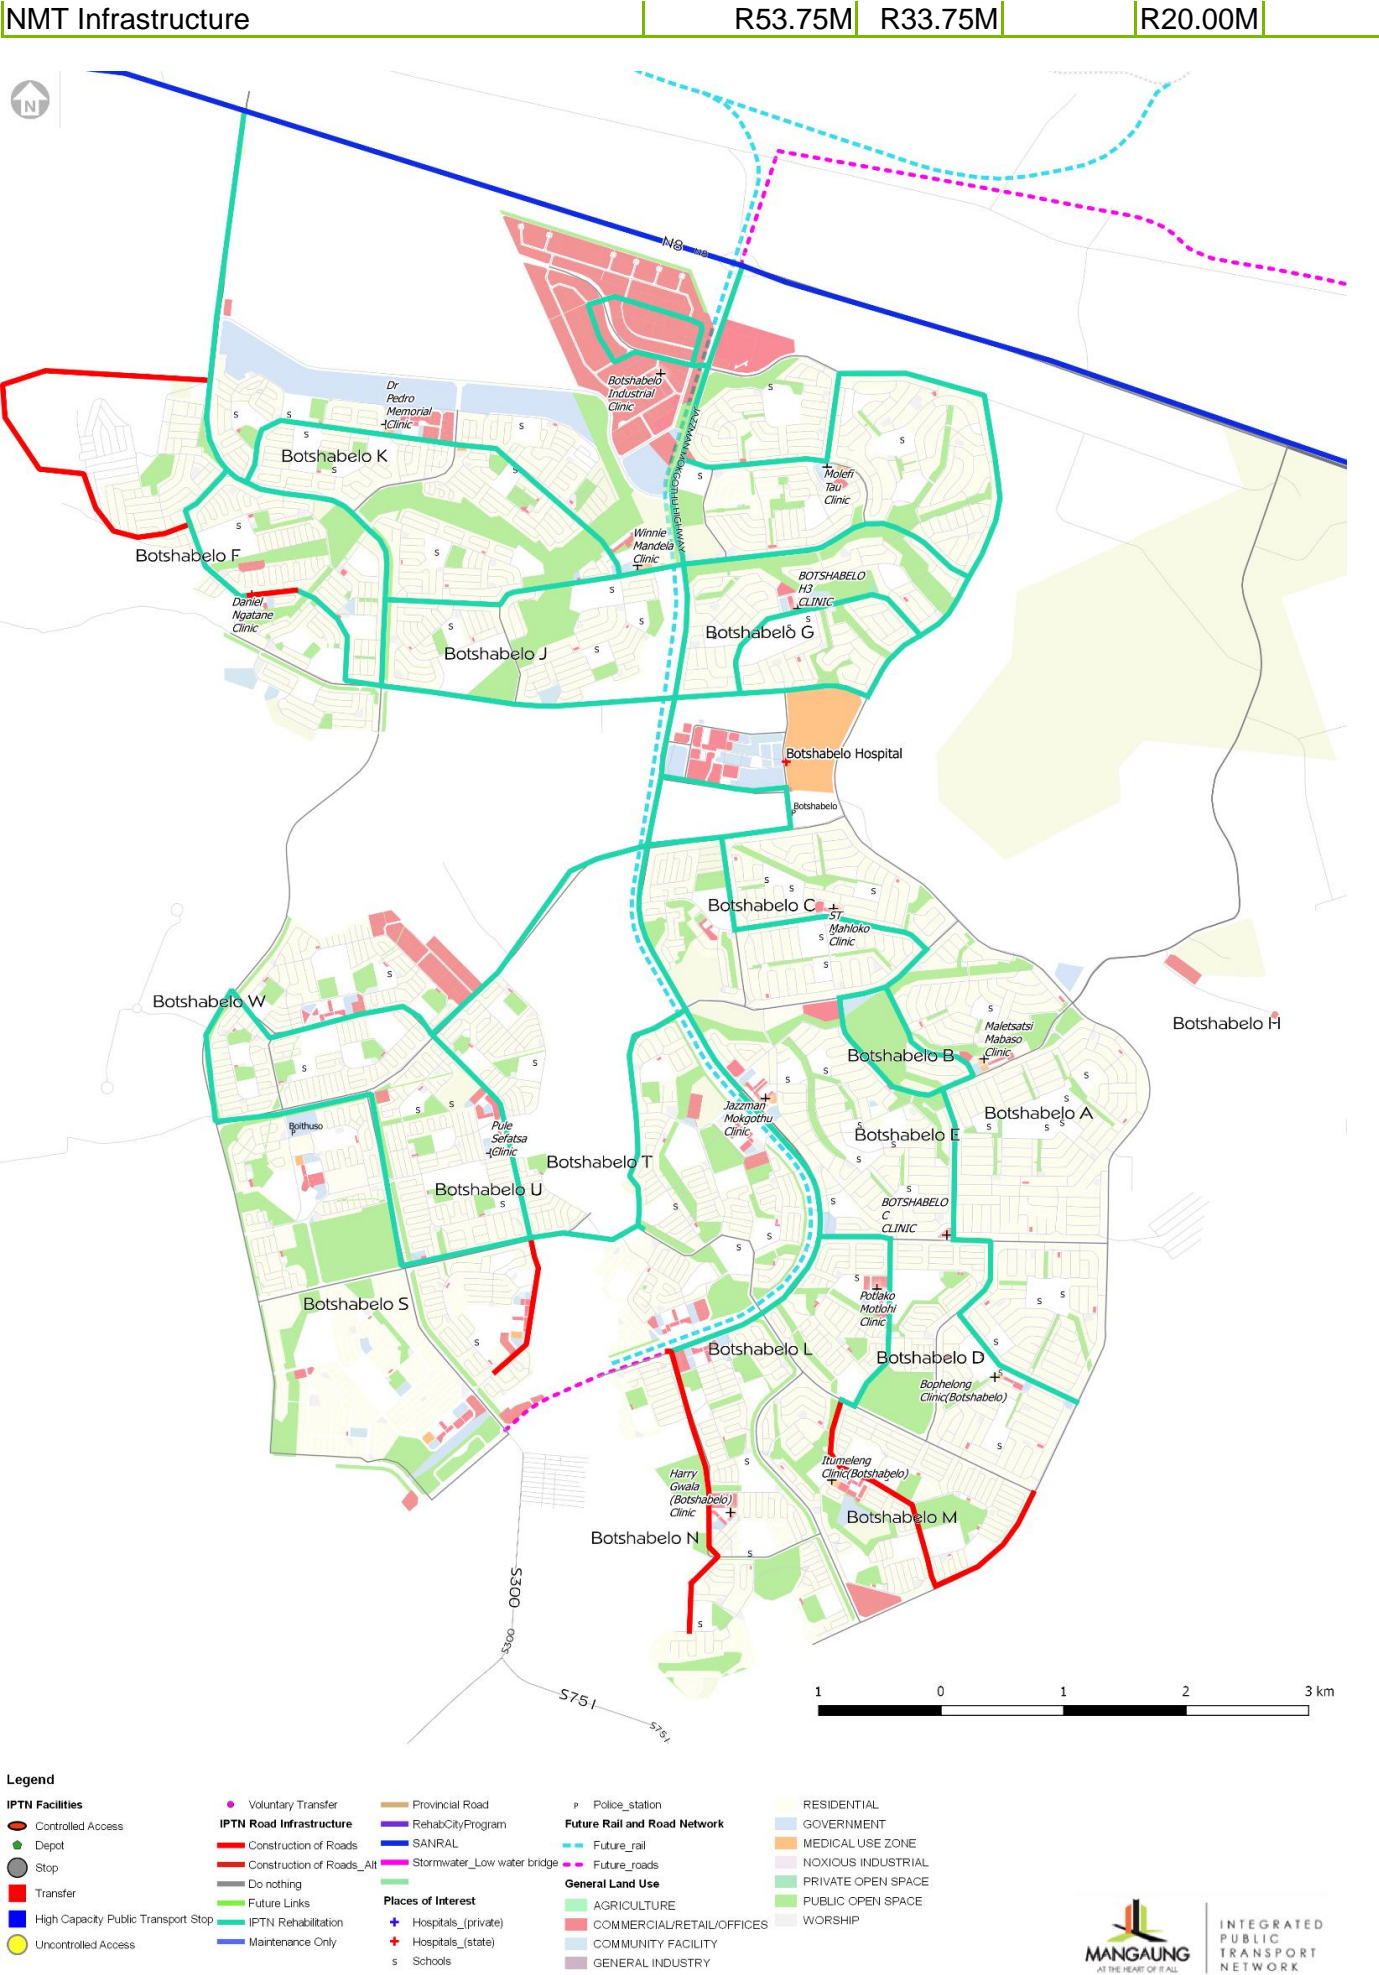 NMT Infrastructure R53.75M R33.75M R20.00M
N
N8 N8
Botshabelo
Industrial
Clinic
Dr
Pedro
Memorial
Clinic
JAZZMAN MOKGOTHU HIGHWAY
Botshabelo K
Molefi
Tau
Clinic
Winnie
Mandela
Clinic
Botshabelo F
BOTSHABELO
H3
CLINIC
Daniel
Ngatane
Clinic
Botshabelo G
Botshabelo J
Botshabelo Hospital
P Botshabelo
Botshabelo C
ST
Mahloko
Clinic
Botshabelo W
Botshabelo H
Maletsatsi
Mabaso
Clinic
Botshabelo B
Jazzman
Mokgothu
Clinic
Botshabelo A
Boithuso
P
Pule
Sefatsa
Clinic
Botshabelo E
Botshabelo T
Botshabelo U
BOTSHABELO
C
CLINIC
Botshabelo S
Potlako
Motlohi
Clinic
Botshabelo L
Botshabelo D
Bophelong
Clinic(Botshabelo)
Itumeleng
Clinic(Botshabelo)
Harry
Gwala
(Botshabelo)
Clinic
Botshabelo M
Botshabelo N
S300
S300
S751
S751
1 0 1 2 3 km
Legend
IPTN Facilities
Controlled Access
Depot
Stop
Transfer
High Capacity Public Transport Stop
Uncontrolled Access
Voluntary Transfer
IPTN Road Infrastructure
Construction of Roads
Construction of Roads_Alt
Do nothing
Future Links
IPTN Rehabilitation
Maintenance Only
Provincial Road
RehabCityProgram
SANRAL
Stormwater_Low water bridge
Places of Interest
Hospitals_(private)
Hospitals_(state)
S Schools
P Police_station
Future Rail and Road Network
Future_rail
Future_roads
General Land Use
AGRICULTURE
COMMERCIAL/RETAIL/OFFICES
COMMUNITY FACILITY
GENERAL INDUSTRY
RESIDENTIAL
GOVERNMENT
MEDICAL USE ZONE
NOXIOUS INDUSTRIAL
PRIVATE OPEN SPACE
PUBLIC OPEN SPACE
WORSHIP
MANGAUNG
AT THE HEART OF IT ALL
INTEGRATED
PUBLIC
TRANSPORT
NETWORK